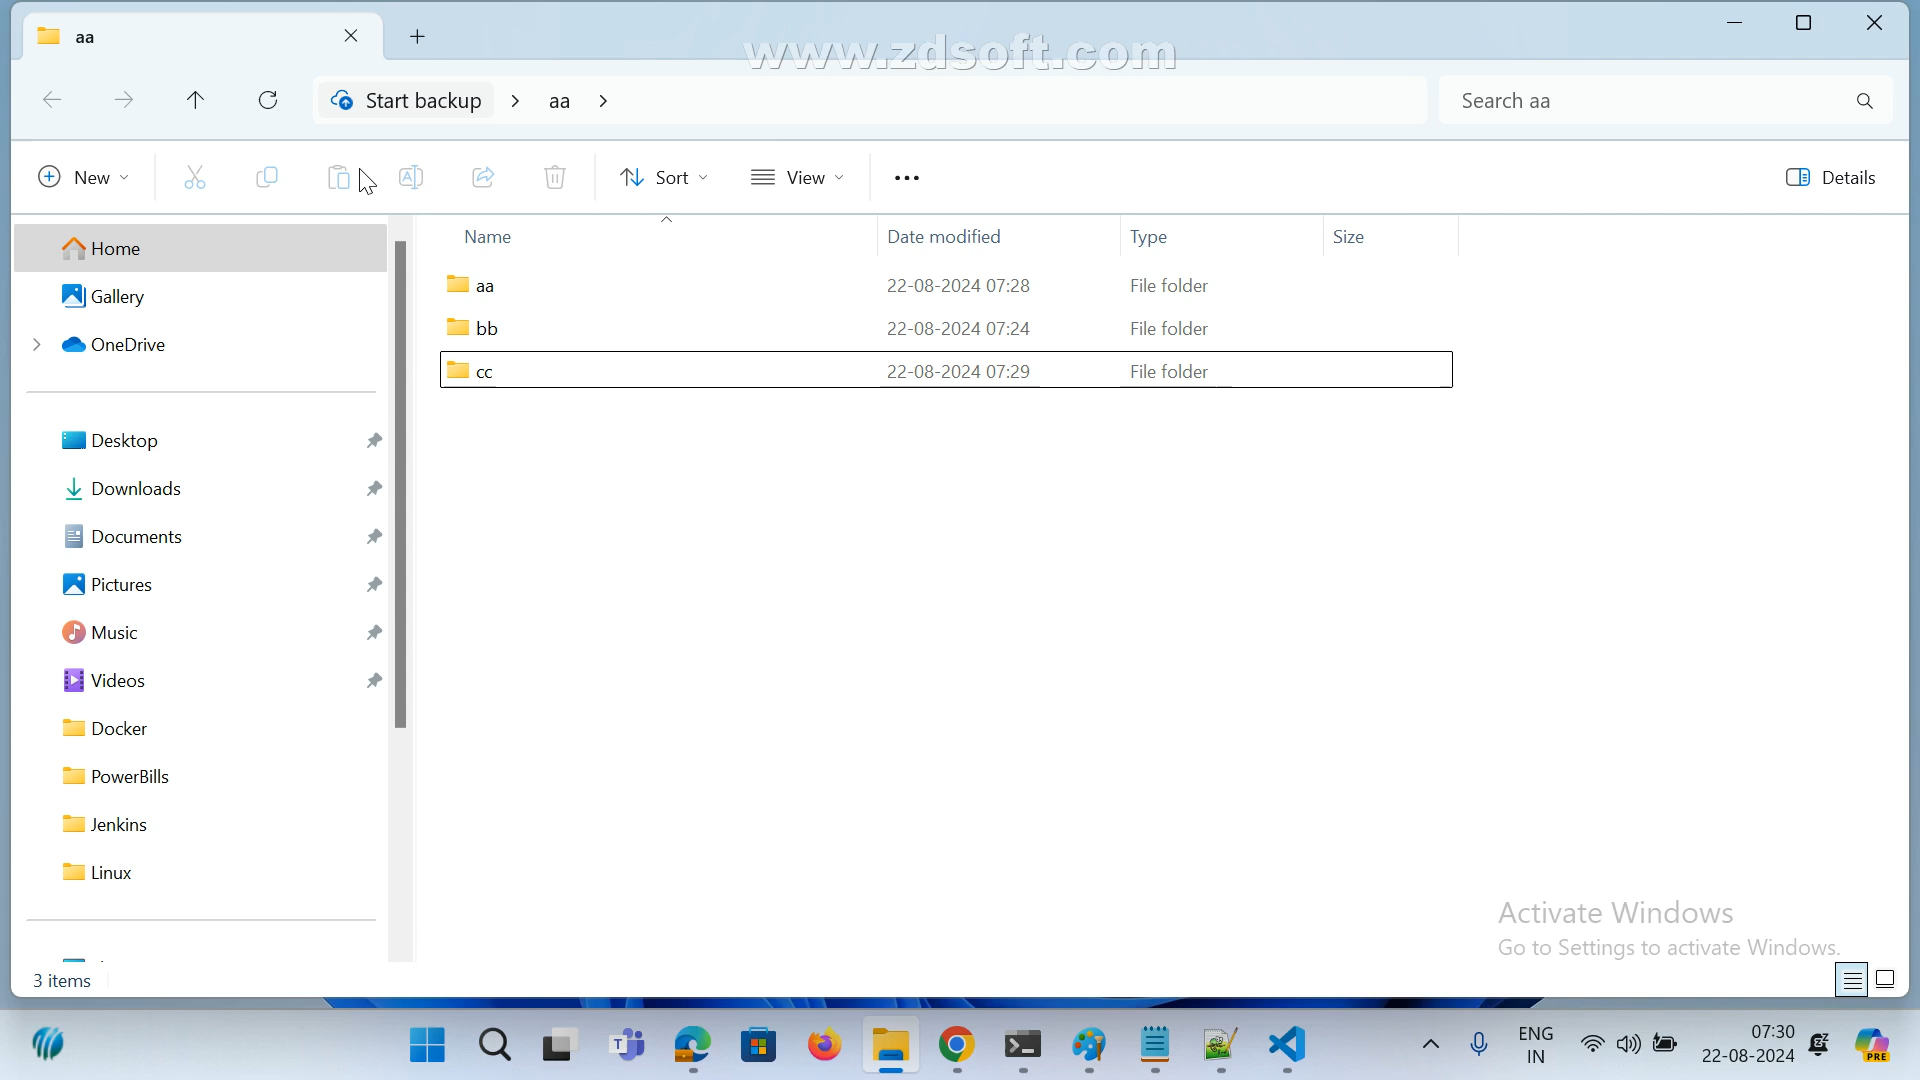 aa
www.zdsoft.com
Start backup
aa
Search aa
New
Sort
View
Details
Home
Gallery
OneDrive
Desktop
Downloads
Documents
Pictures
Music
Videos
Docker
PowerBills
Jenkins
Linux
Name Date modified Type Size
aa 22-08-2024 07:28 File folder
bb 22-08-2024 07:24 File folder
cc 22-08-2024 07:29 File folder
Activate Windows
Go to Settings to activate Windows.
3 items
ENG
IN
07:30
22-08-2024
PRE